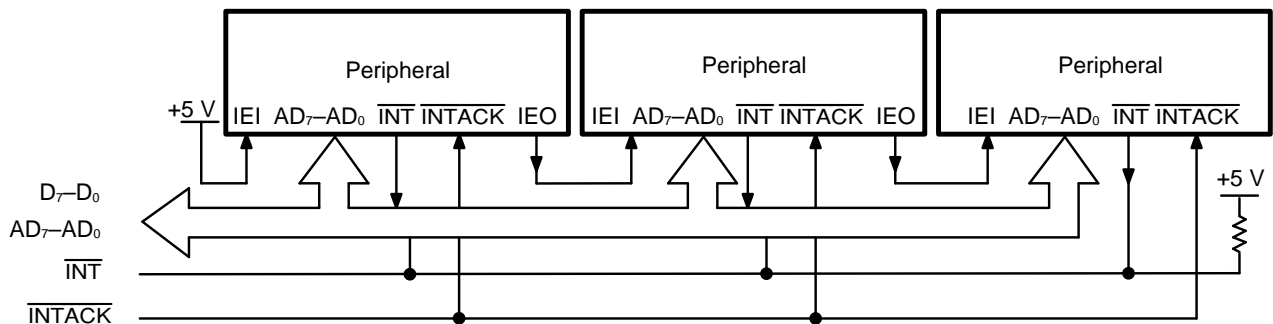 Peripheral
Peripheral
Peripheral
+5 V
IEI AD₇–AD₀ INT INTACK IEO
IEI AD₇–AD₀ INT INTACK IEO
IEI AD₇–AD₀ INT INTACK
+5 V
D₇–D₀
AD₇–AD₀
INT
INTACK